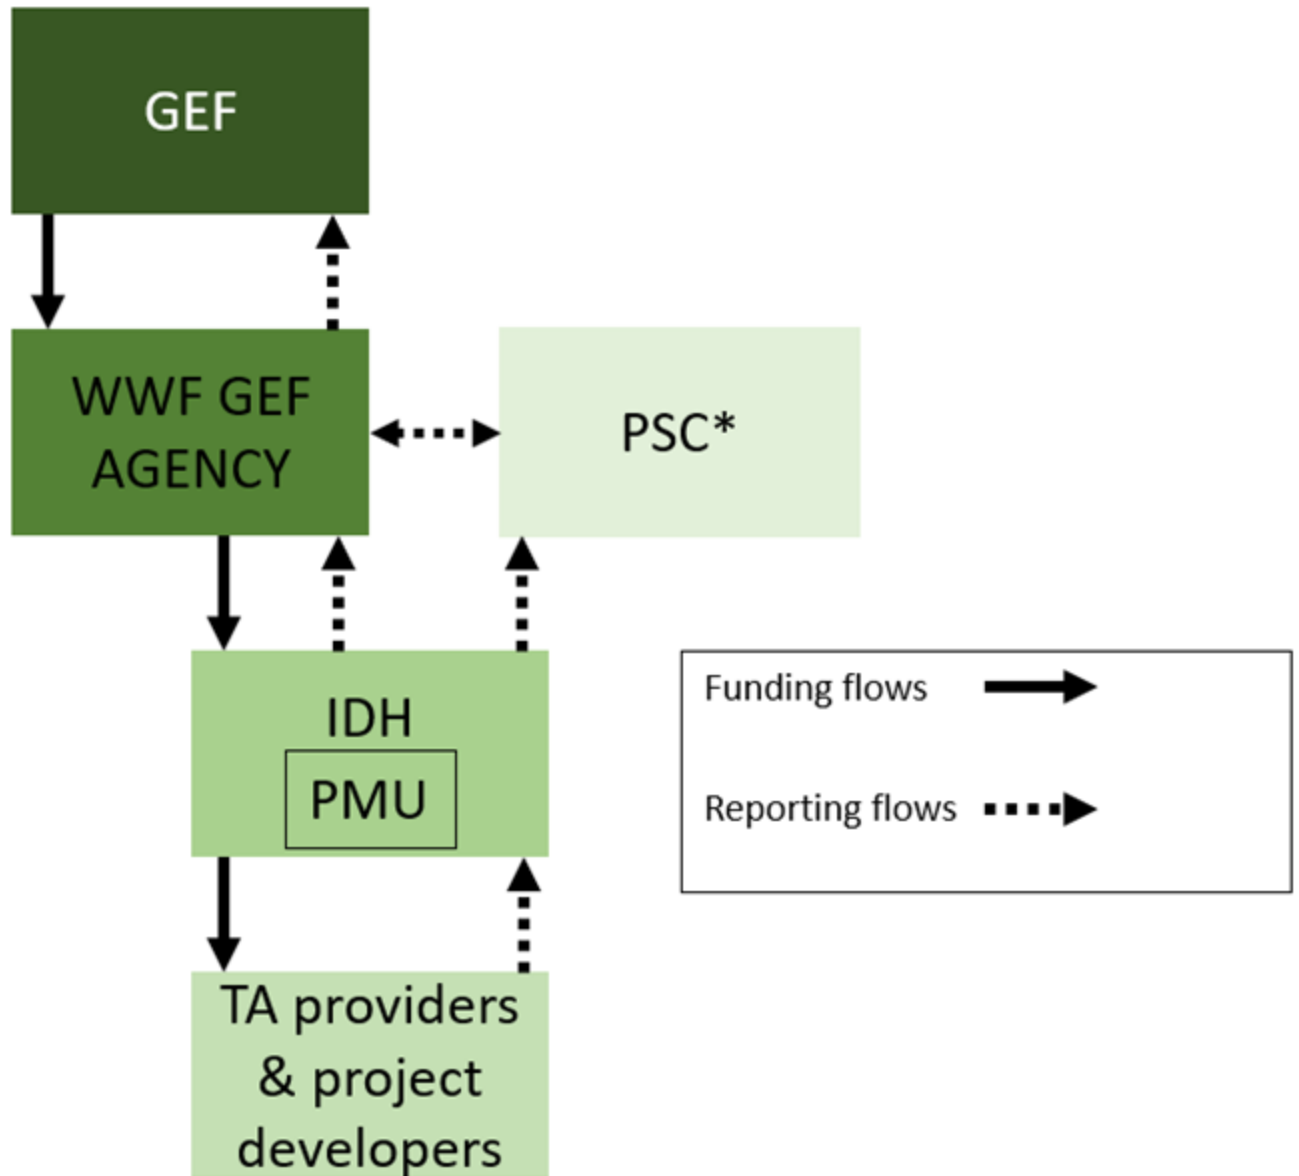 GEF
WWF GEF
AGENCY
PSC*
IDH
PMU
Funding flows
Reporting flows
TA providers
& project
developers